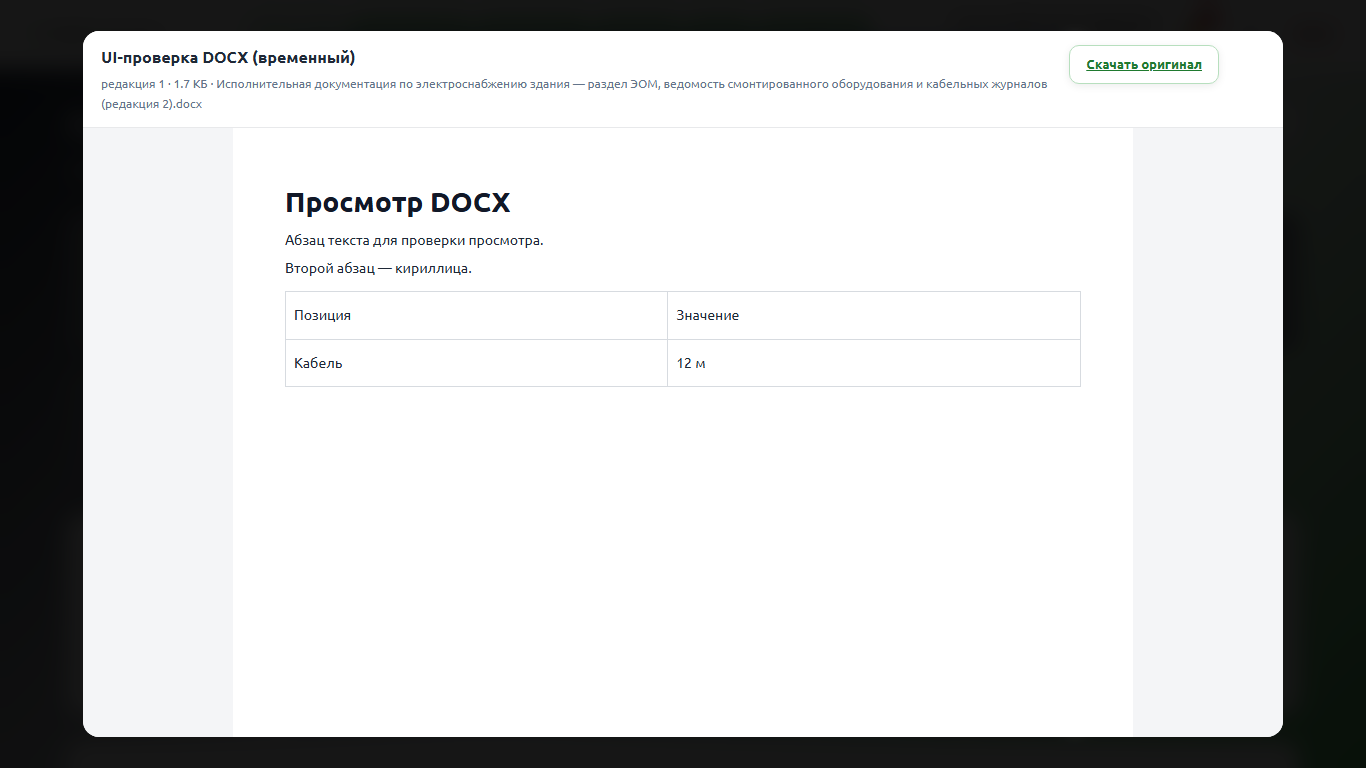 UI-проверка DOCX (временный)
Скачать оригинал
редакция 1 · 1.7 КБ · Исполнительная документация по электроснабжению здания — раздел ЭОМ, ведомость смонтированного оборудования и кабельных журналов
(редакция 2).docx
Просмотр DOCX
Абзац текста для проверки просмотра.
Второй абзац — кириллица.
Позиция Значение
Кабель 12 м